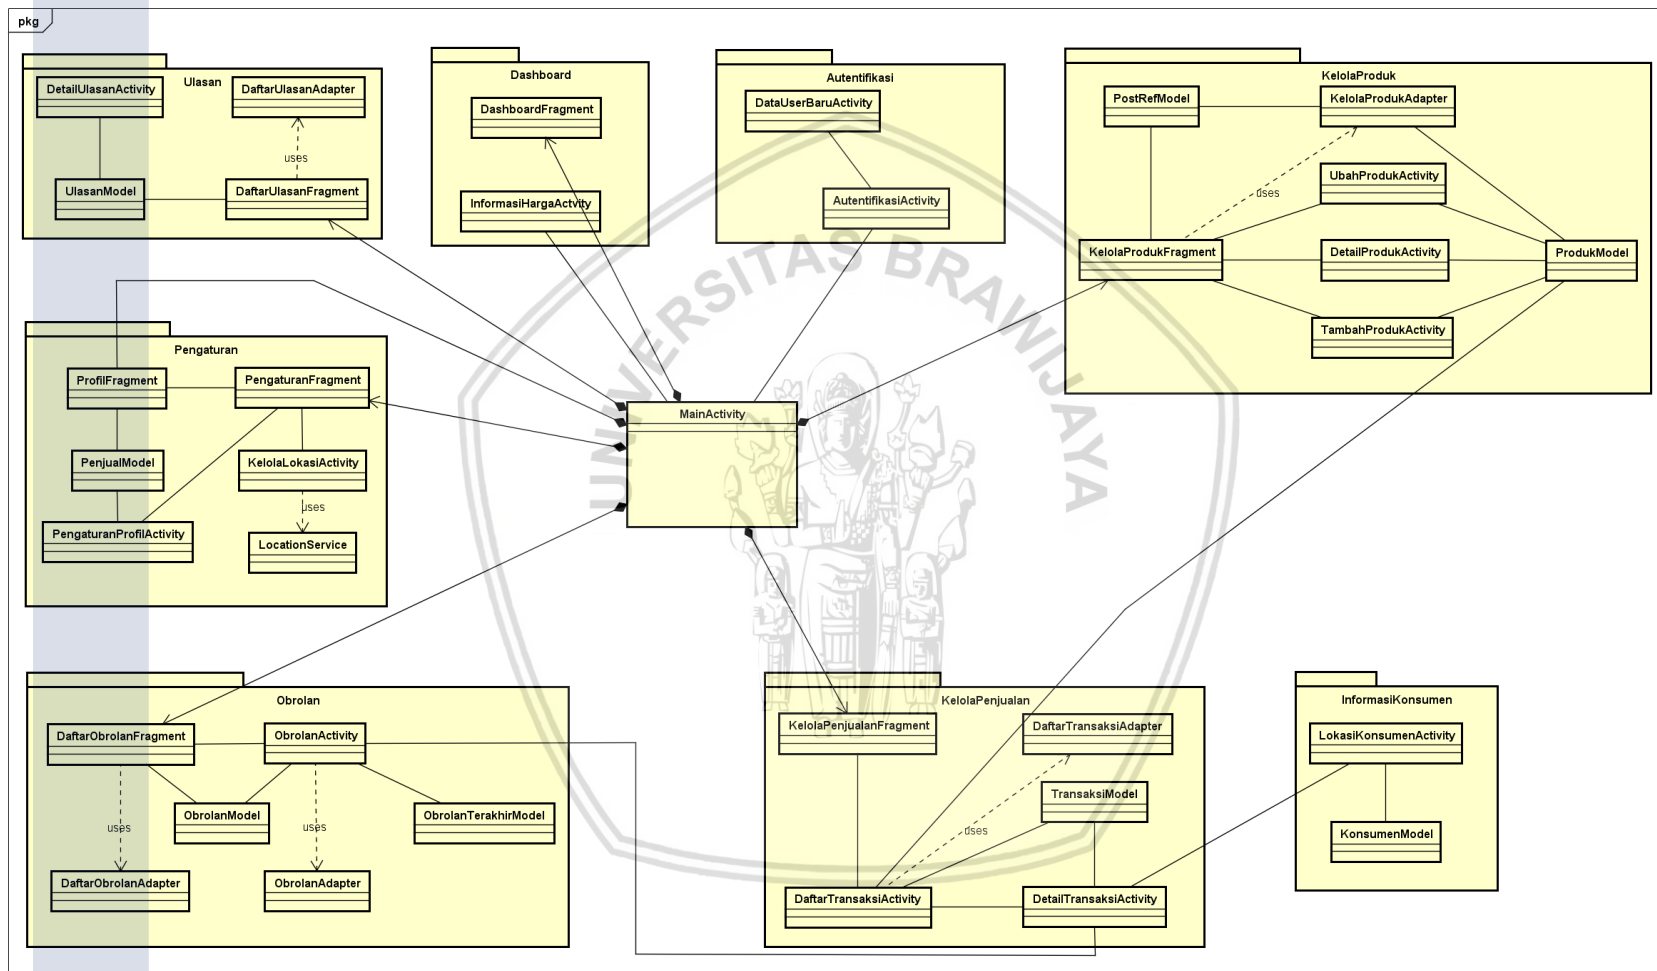 pkg
Ulasan
DetailUlasanActivity
DaftarUlasanAdapter
uses
UlasanModel
DaftarUlasanFragment
Dashboard
DashboardFragment
InformasiHargaActvity
Autentifikasi
DataUserBaruActivity
AutentifikasiActivity
KelolaProduk
PostRefModel
KelolaProdukAdapter
UbahProdukActivity
uses
KelolaProdukFragment
DetailProdukActivity
ProdukModel
TambahProdukActivity
Pengaturan
ProfilFragment
PengaturanFragment
PenjualModel
KelolaLokasiActivity
uses
PengaturanProfilActivity
LocationService
MainActivity
UNIVERSITAS BRAWIJAYA
Obrolan
DaftarObrolanFragment
ObrolanActivity
ObrolanModel
ObrolanTerakhirModel
uses
uses
DaftarObrolanAdapter
ObrolanAdapter
KelolaPenjualan
KelolaPenjualanFragment
DaftarTransaksiAdapter
TransaksiModel
uses
DaftarTransaksiActivity
DetailTransaksiActivity
InformasiKonsumen
LokasiKonsumenActivity
KonsumenModel